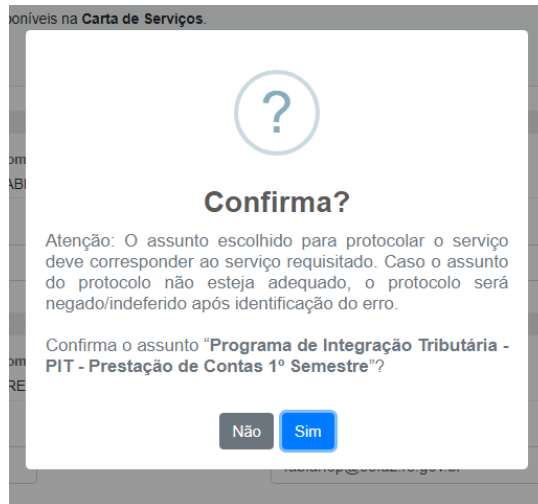 poníveis na Carta de Serviços.
?
Confirma?
Atenção: O assunto escolhido para protocolar o serviço
deve corresponder ao serviço requisitado. Caso o assunto
do protocolo não esteja adequado, o protocolo será
negado/indeferido após identificação do erro.
Confirma o assunto “Programa de Integração Tributária -
PIT - Prestação de Contas 1º Semestre”?
Não
Sim